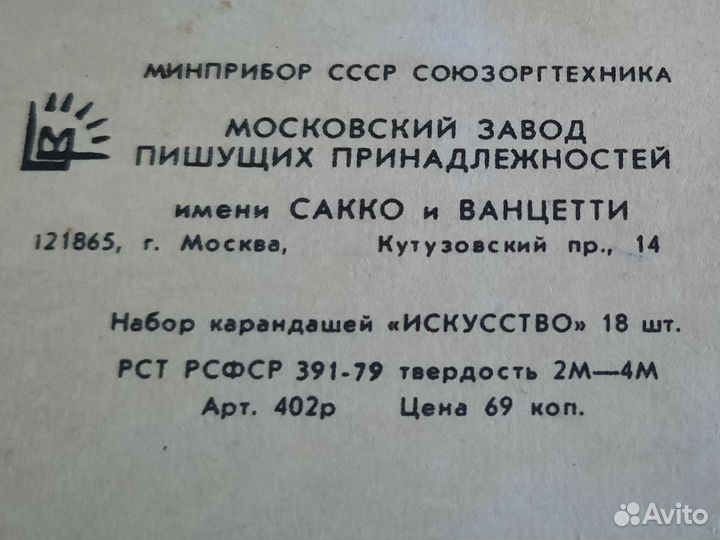 МИНПРИБОР СССР СОЮЗОРГТЕХНИКА
МОСКОВСКИЙ ЗАВОД
ПИШУЩИХ ПРИНАДЛЕЖНОСТЕЙ
имени САККО и ВАНЦЕТТИ
121865, г. Москва, Кутузовский пр., 14
Набор карандашей «ИСКУССТВО» 18 шт.
РСТ РСФСР 391-79 твердость 2М—4М
Арт. 402р Цена 69 коп.
Avito